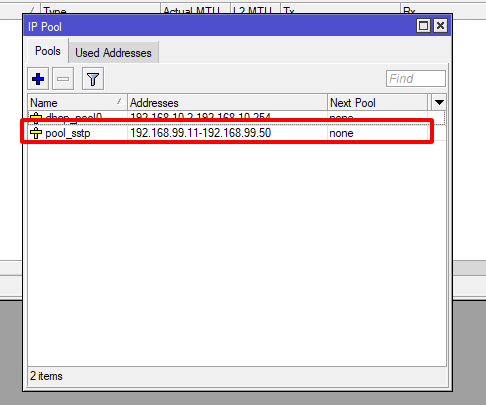 Type Actual MTU L2 MTU Tx Rx
IP Pool
Pools Used Addresses
Find
Name Addresses Next Pool
dhcp_pool0 192.168.10.2-192.168.10.254 none
pool_sstp 192.168.99.11-192.168.99.50 none
2 items